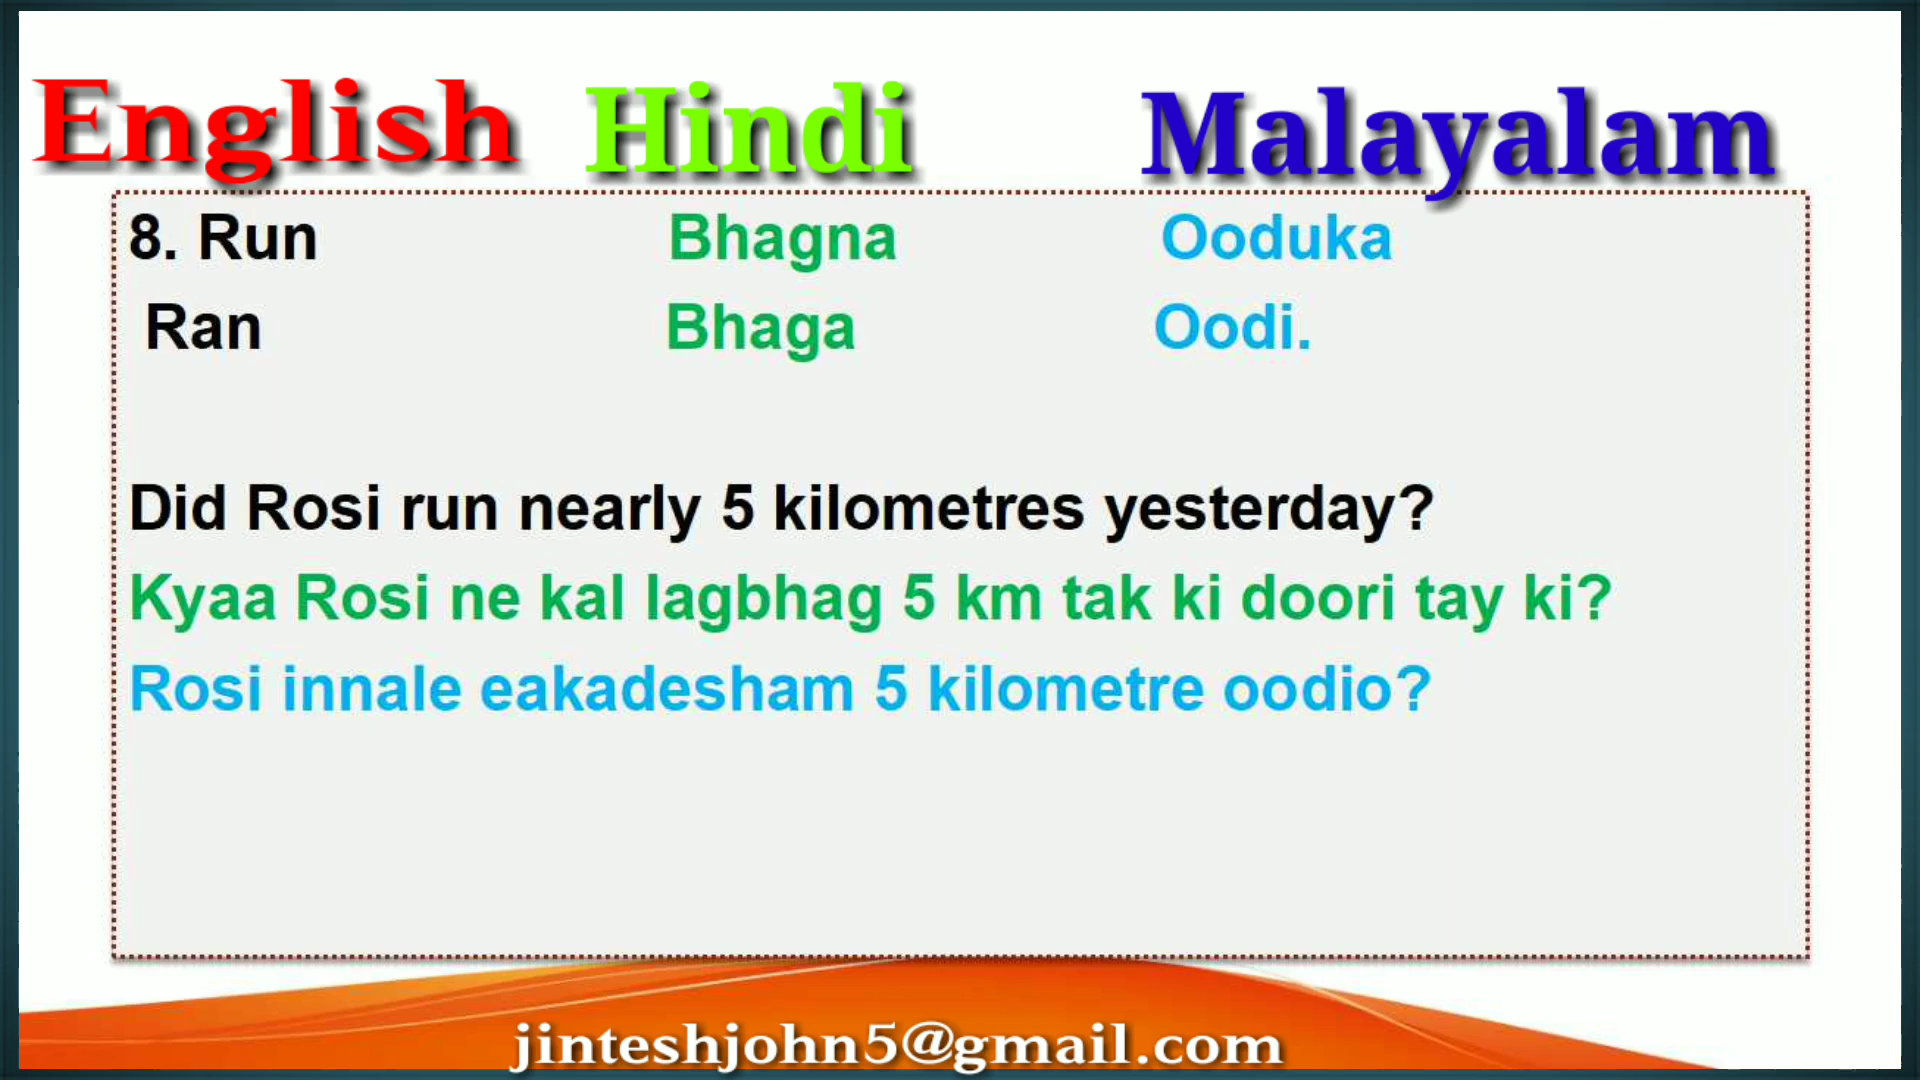 English Hindi Malayalam
8. Run Bhagna Ooduka
Ran Bhaga Oodi.
Did Rosi run nearly 5 kilometres yesterday?
Kyaa Rosi ne kal lagbhag 5 km tak ki doori tay ki?
Rosi innale eakadesham 5 kilometre oodio?
jinteshjohn5@gmail.com